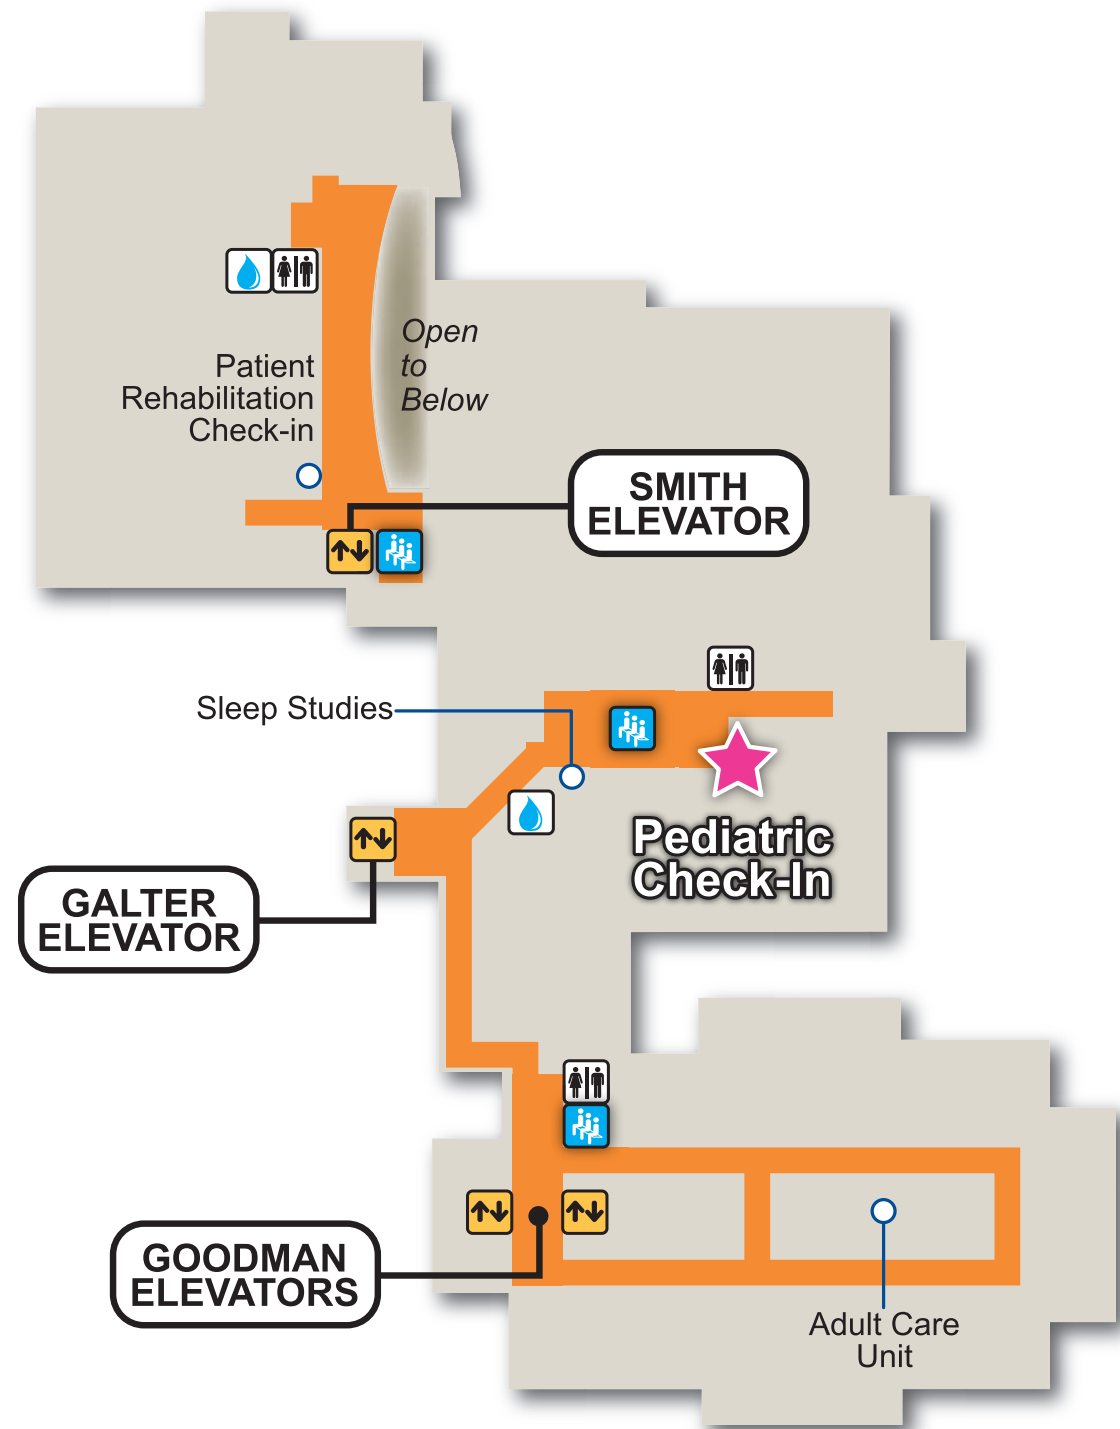 Open
to
Below
Patient
Rehabilitation
Check-in
SMITH
ELEVATOR
Sleep Studies
Pediatric
Check-In
GALTER
ELEVATOR
GOODMAN
ELEVATORS
Adult Care
Unit